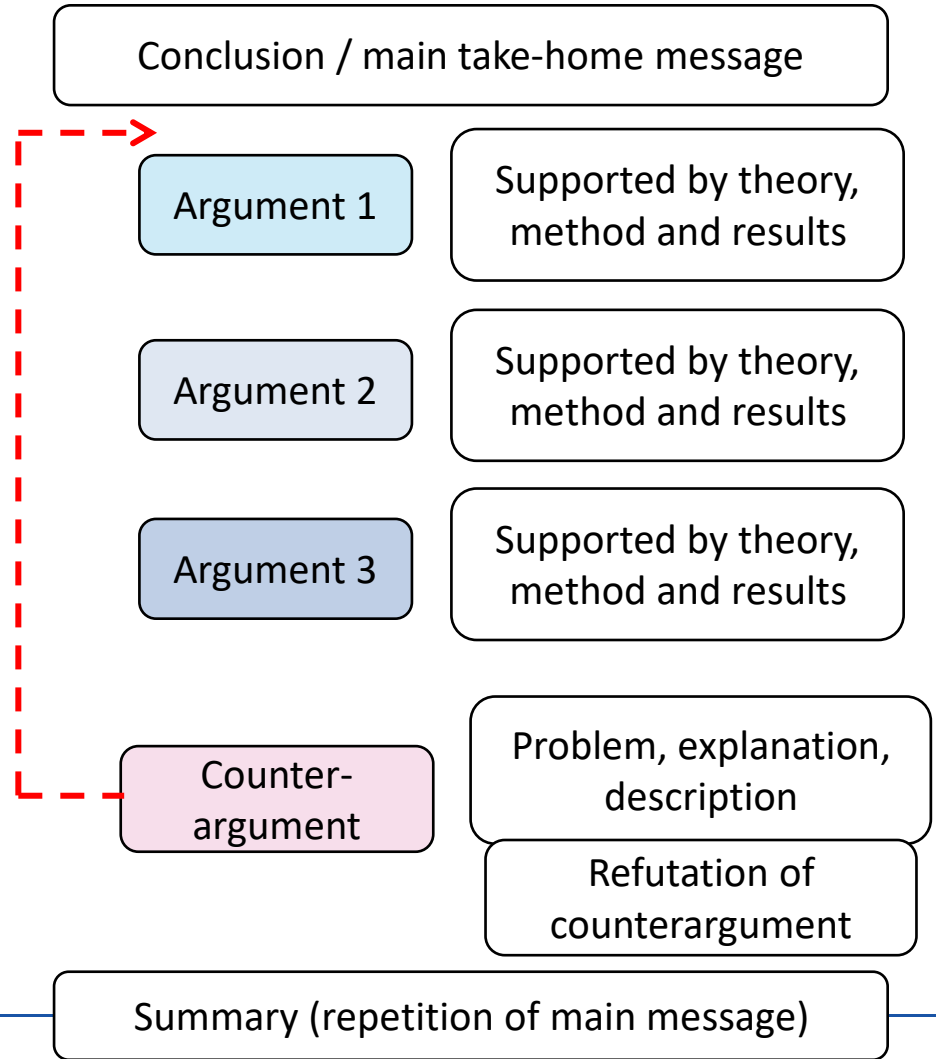 Conclusion / main take-home message
Argument 1
Supported by theory,
method and results
Argument 2
Supported by theory,
method and results
Argument 3
Supported by theory,
method and results
Counter-
argument
Problem, explanation,
description
Refutation of
counterargument
Summary (repetition of main message)